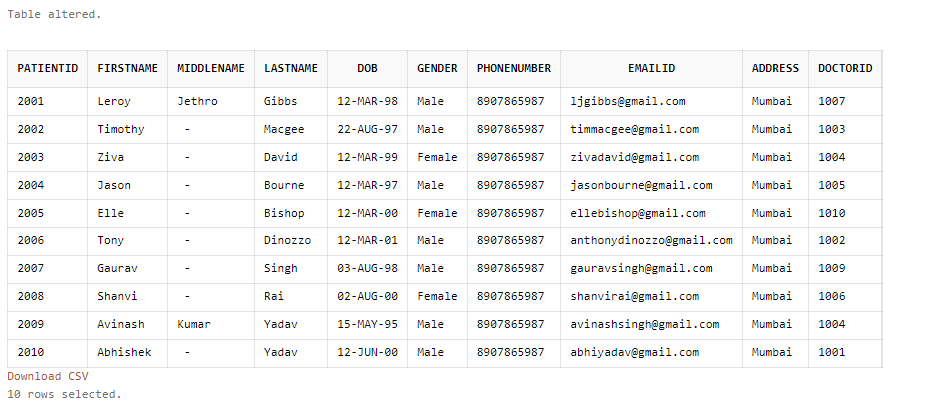 Table altered.
PATIENTID FIRSTNAME MIDDLENAME LASTNAME DOB GENDER PHONENUMBER EMAILID ADDRESS DOCTORID
2001 Leroy Jethro Gibbs 12-MAR-98 Male 8907865987 ljgibbs@gmail.com Mumbai 1007
2002 Timothy - Macgee 22-AUG-97 Male 8907865987 timmacgee@gmail.com Mumbai 1003
2003 Ziva - David 12-MAR-99 Female 8907865987 zivadavid@gmail.com Mumbai 1004
2004 Jason - Bourne 12-MAR-97 Male 8907865987 jasonbourne@gmail.com Mumbai 1005
2005 Elle - Bishop 12-MAR-00 Female 8907865987 ellebishop@gmail.com Mumbai 1010
2006 Tony - Dinozzo 12-MAR-01 Male 8907865987 anthonydinozzo@gmail.com Mumbai 1002
2007 Gaurav - Singh 03-AUG-98 Male 8907865987 gauravsingh@gmail.com Mumbai 1009
2008 Shanvi - Rai 02-AUG-00 Female 8907865987 shanvirai@gmail.com Mumbai 1006
2009 Avinash Kumar Yadav 15-MAY-95 Male 8907865987 avinashsingh@gmail.com Mumbai 1004
2010 Abhishek - Yadav 12-JUN-00 Male 8907865987 abhiyadav@gmail.com Mumbai 1001
Download CSV
10 rows selected.